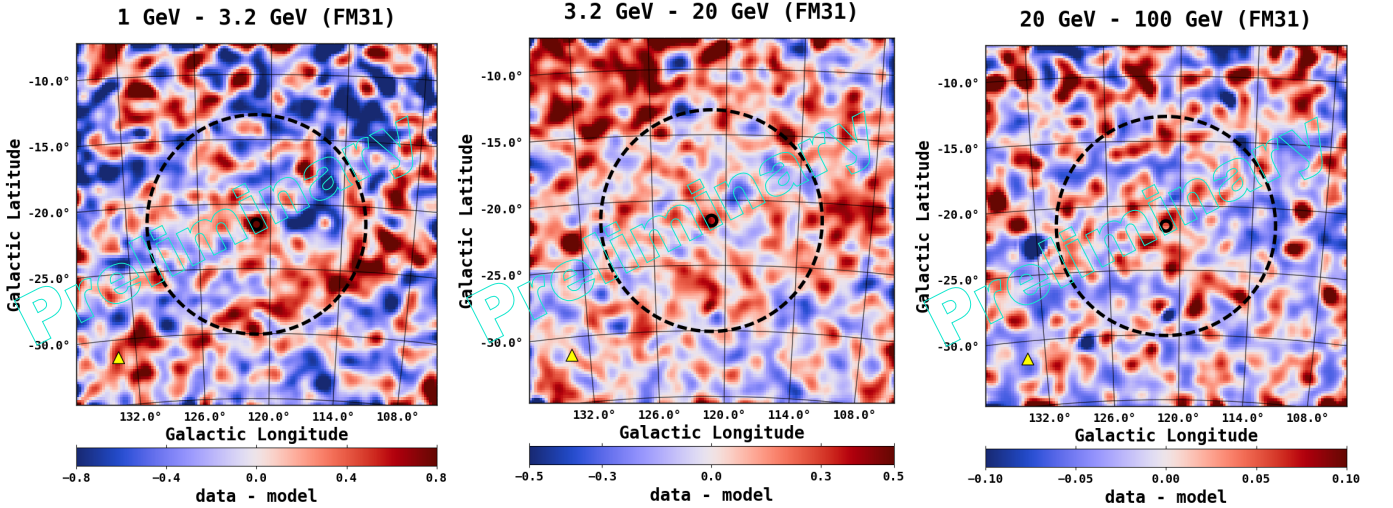 1 GeV - 3.2 GeV (FM31)
Galactic Latitude
-10.0°
-15.0°
-20.0°
-25.0°
-30.0°
Preliminary
132.0° 126.0° 120.0° 114.0° 108.0°
Galactic Longitude
−0.8 −0.4 0.0 0.4 0.8
data - model
3.2 GeV - 20 GeV (FM31)
Galactic Latitude
-10.0°
-15.0°
-20.0°
-25.0°
-30.0°
Preliminary
132.0° 126.0° 120.0° 114.0° 108.0°
Galactic Longitude
−0.5 −0.3 0.0 0.3 0.5
data - model
20 GeV - 100 GeV (FM31)
Galactic Latitude
-10.0°
-15.0°
-20.0°
-25.0°
-30.0°
Preliminary
132.0° 126.0° 120.0° 114.0° 108.0°
Galactic Longitude
−0.10 −0.05 0.00 0.05 0.10
data - model